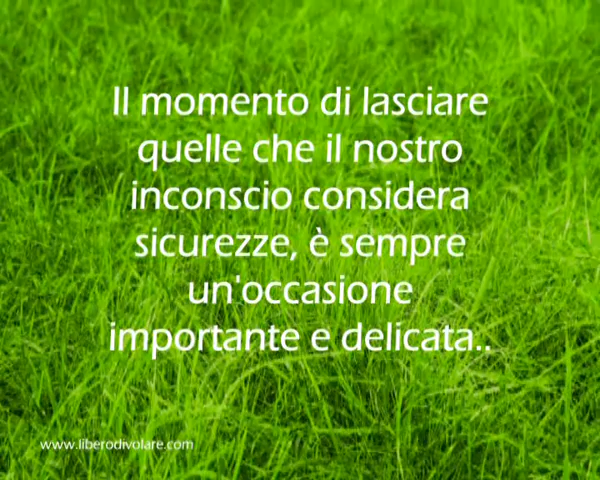 Il momento di lasciare
quelle che il nostro
inconscio considera
sicurezze, è sempre
un'occasione
importante e delicata..
www.liberodivolare.com